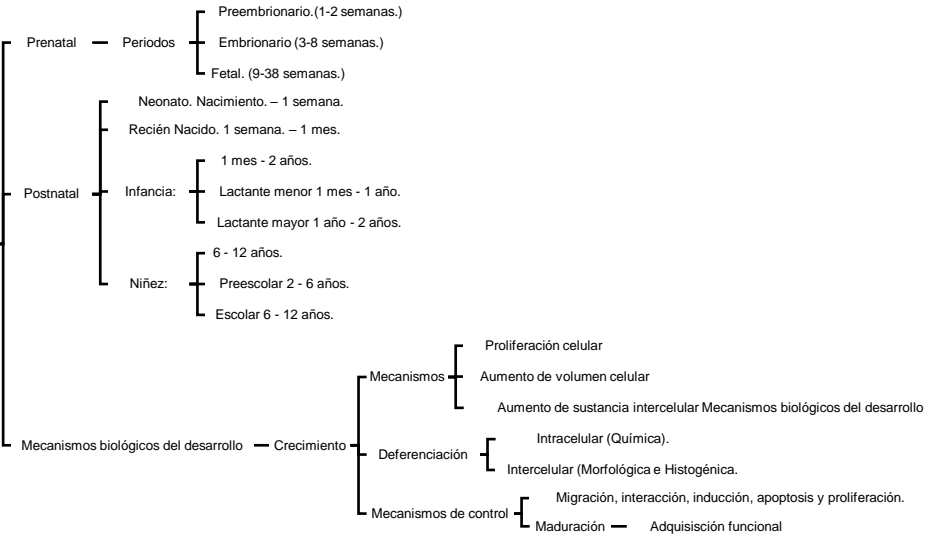 Preembrionario.(1-2 semanas.)
Prenatal
Periodos
Embrionario (3-8 semanas.)
Fetal. (9-38 semanas.)
Neonato. Nacimiento. – 1 semana.
Recién Nacido. 1 semana. – 1 mes.
1 mes - 2 años.
Postnatal
Infancia:
Lactante menor 1 mes - 1 año.
Lactante mayor 1 año - 2 años.
6 - 12 años.
Niñez:
Preescolar 2 - 6 años.
Escolar 6 - 12 años.
Proliferación celular
Mecanismos
Aumento de volumen celular
Aumento de sustancia intercelular Mecanismos biológicos del desarrollo
Mecanismos biológicos del desarrollo
Crecimiento
Intracelular (Química).
Deferenciación
Intercelular (Morfológica e Histogénica.
Migración, interacción, inducción, apoptosis y proliferación.
Mecanismos de control
Maduración
Adquisisción funcional